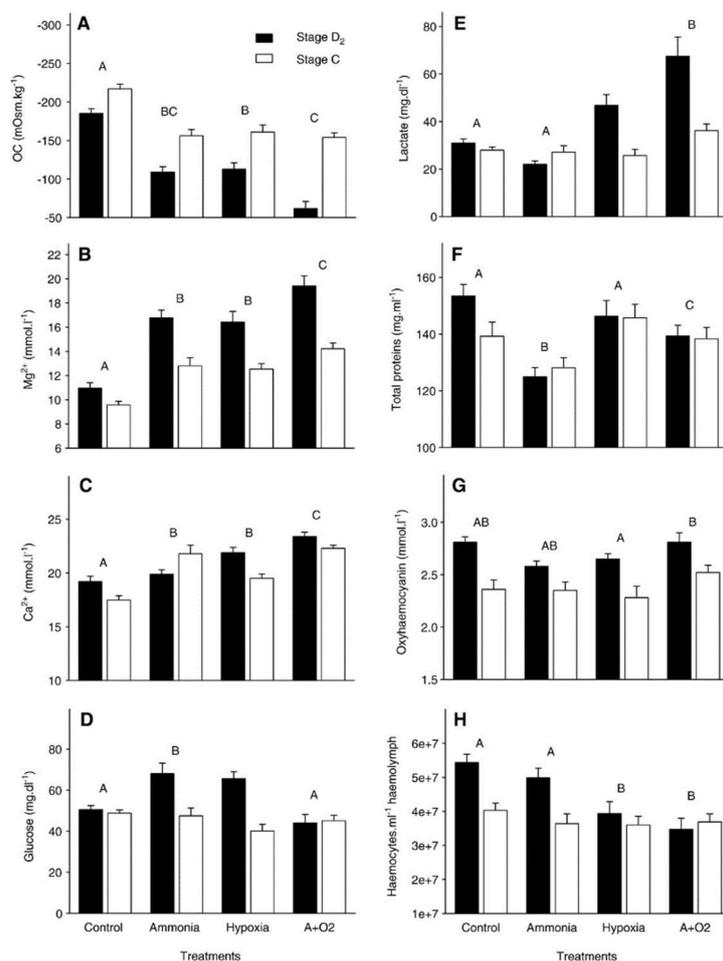 A
Stage D2
Stage C
OC (mOsm.kg-1)
-300
-250
-200
-150
-100
-50
A
BC
B
C
B
Mg2+ (mmol.l-1)
22
20
18
16
14
12
10
8
6
A
B
B
C
C
Ca2+ (mmol.l-1)
25
20
15
10
A
B
B
C
D
Glucose (mg.dl-1)
80
60
40
20
0
A
B
A
Control
Ammonia
Hypoxia
A+O2
Treatments
E
Lactate (mg.dl-1)
80
60
40
20
0
A
A
B
F
Total proteins (mg.ml-1)
160
140
120
100
A
B
A
C
G
Oxyhaemocyanin (mmol.l-1)
3.0
2.5
2.0
1.5
AB
AB
A
B
H
Haemocytes.ml-1 haemolymph
6e+7
5e+7
4e+7
3e+7
2e+7
1e+7
A
A
B
B
Control
Ammonia
Hypoxia
A+O2
Treatments